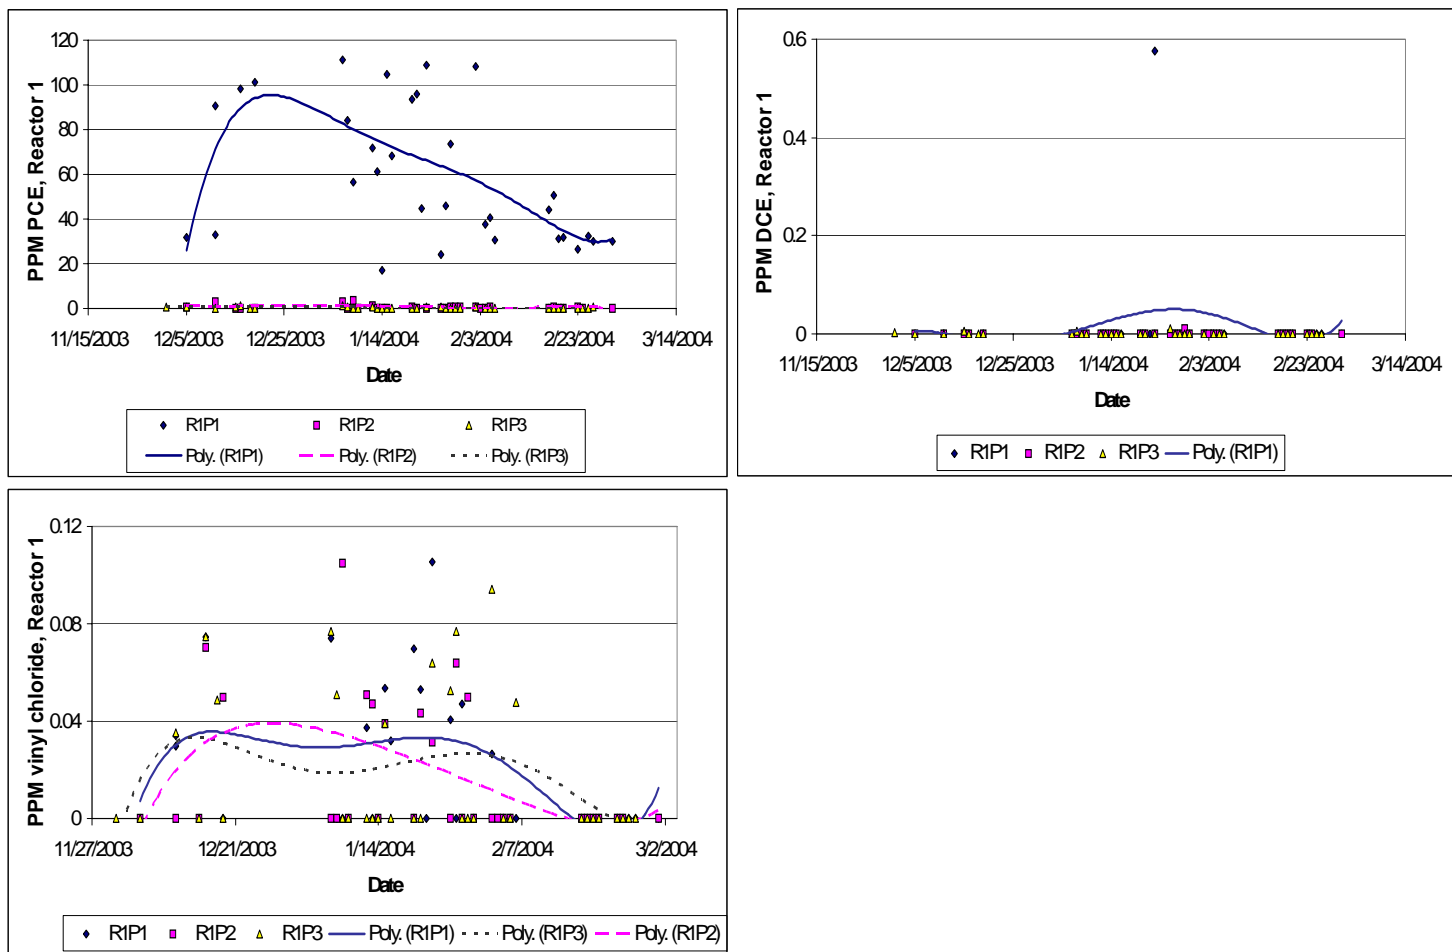 PPM PCE, Reactor 1
120
100
80
60
40
20
0
11/15/2003 12/5/2003 12/25/2003 1/14/2004 2/3/2004 2/23/2004 3/14/2004
Date
R1P1 R1P2 R1P3
Poly. (R1P1) Poly. (R1P2) Poly. (R1P3)
PPM DCE, Reactor 1
0.6
0.4
0.2
0
11/15/2003 12/5/2003 12/25/2003 1/14/2004 2/3/2004 2/23/2004 3/14/2004
Date
R1P1 R1P2 R1P3 Poly. (R1P1)
PPM vinyl chloride, Reactor 1
0.12
0.08
0.04
0
11/27/2003 12/21/2003 1/14/2004 2/7/2004 3/2/2004
Date
R1P1 R1P2 R1P3 Poly. (R1P1) Poly. (R1P3) Poly. (R1P2)